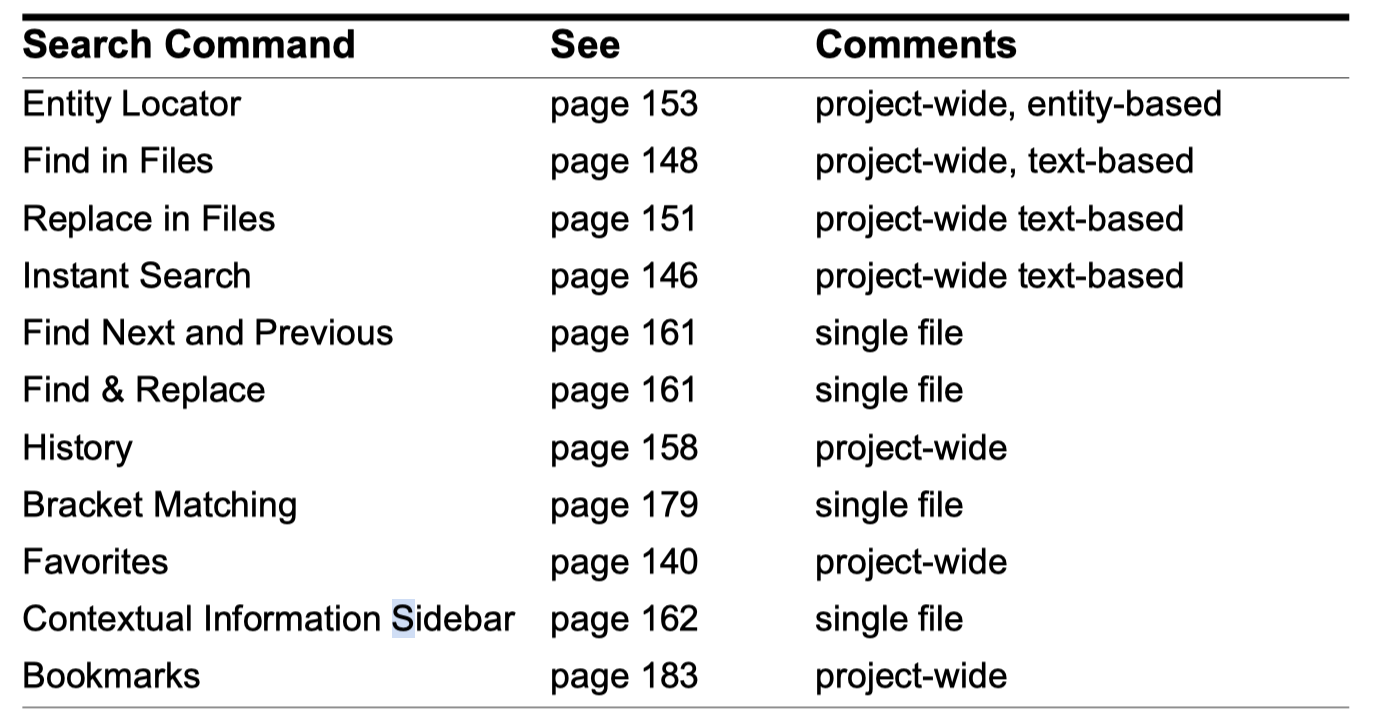 Search Command See Comments
Entity Locator page 153 project-wide, entity-based
Find in Files page 148 project-wide, text-based
Replace in Files page 151 project-wide text-based
Instant Search page 146 project-wide text-based
Find Next and Previous page 161 single file
Find & Replace page 161 single file
History page 158 project-wide
Bracket Matching page 179 single file
Favorites page 140 project-wide
Contextual Information Sidebar page 162 single file
Bookmarks page 183 project-wide